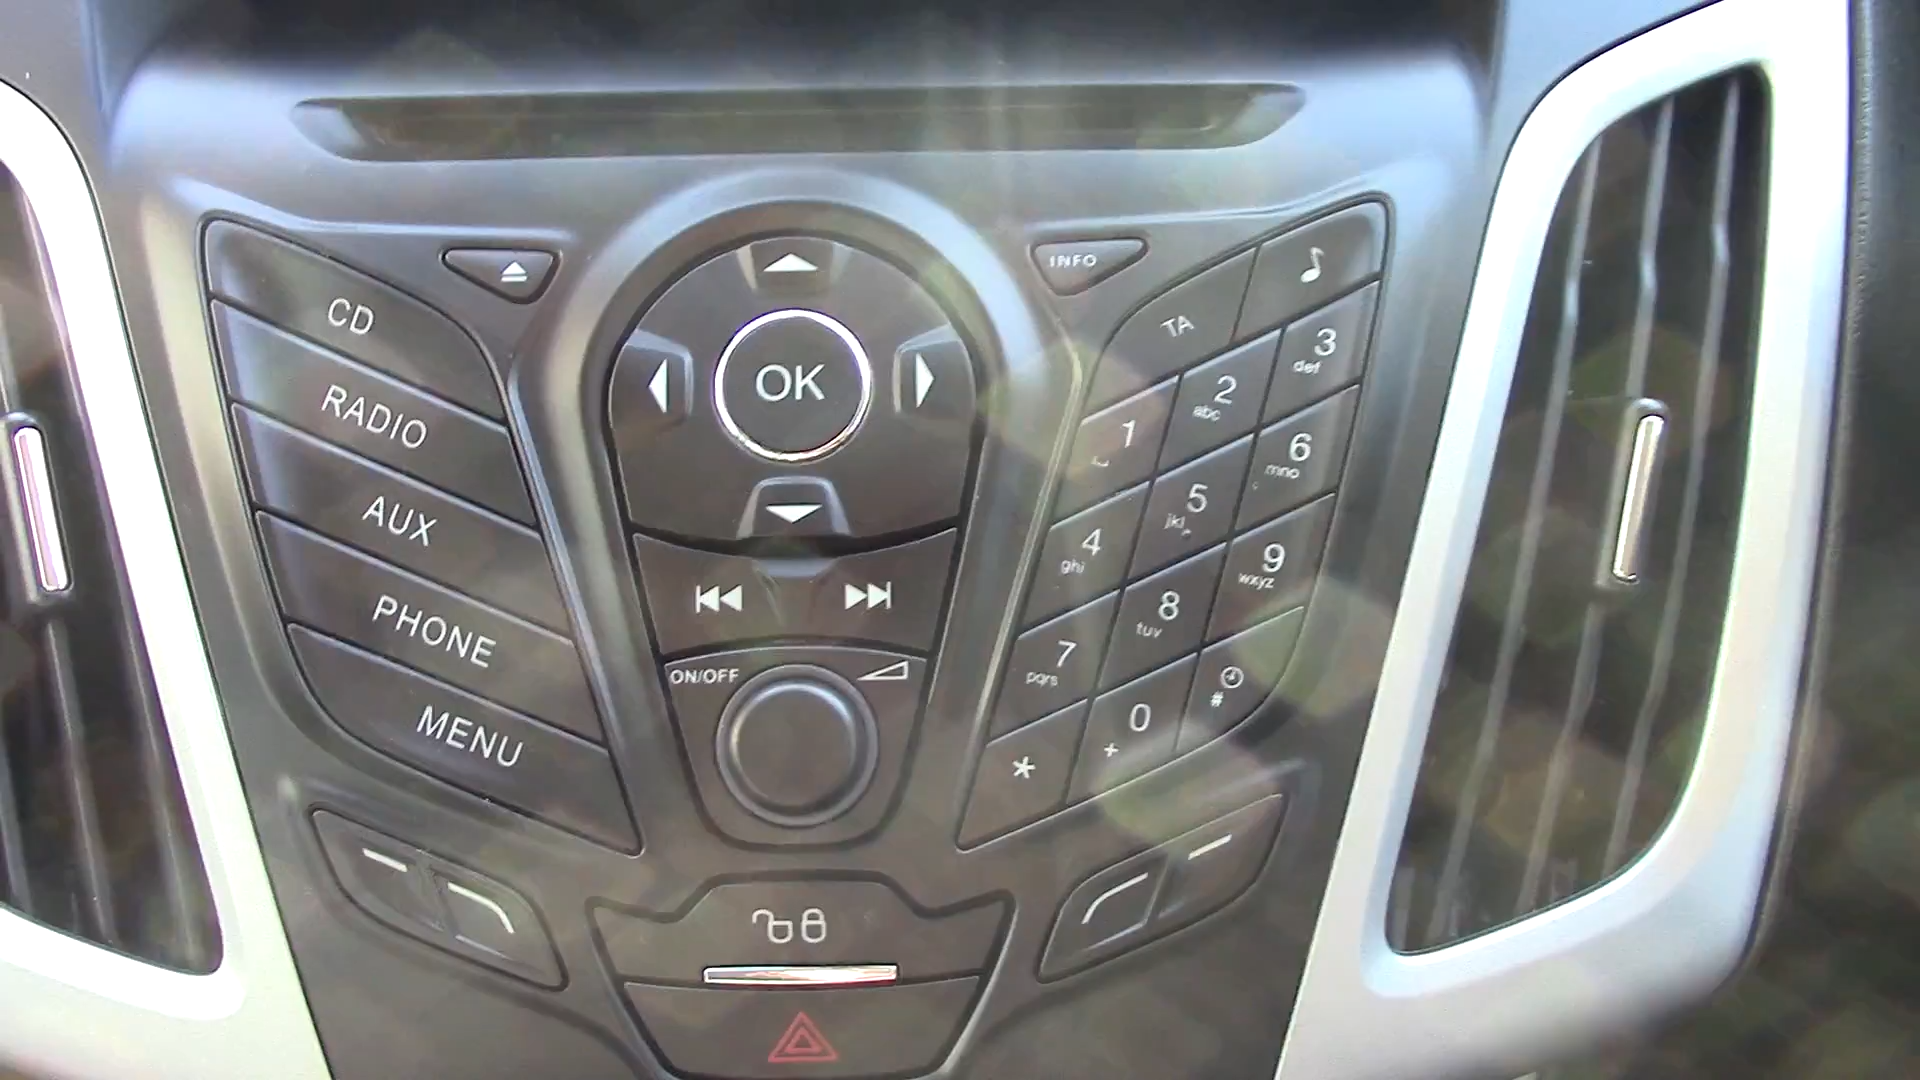 INFO
CD
RADIO
AUX
PHONE
MENU
OK
ON/OFF
TA
1
2 abc
3 def
4 ghi
5 jkl
6 mno
7 pqrs
8 tuv
9 wxyz
*
0 +
#